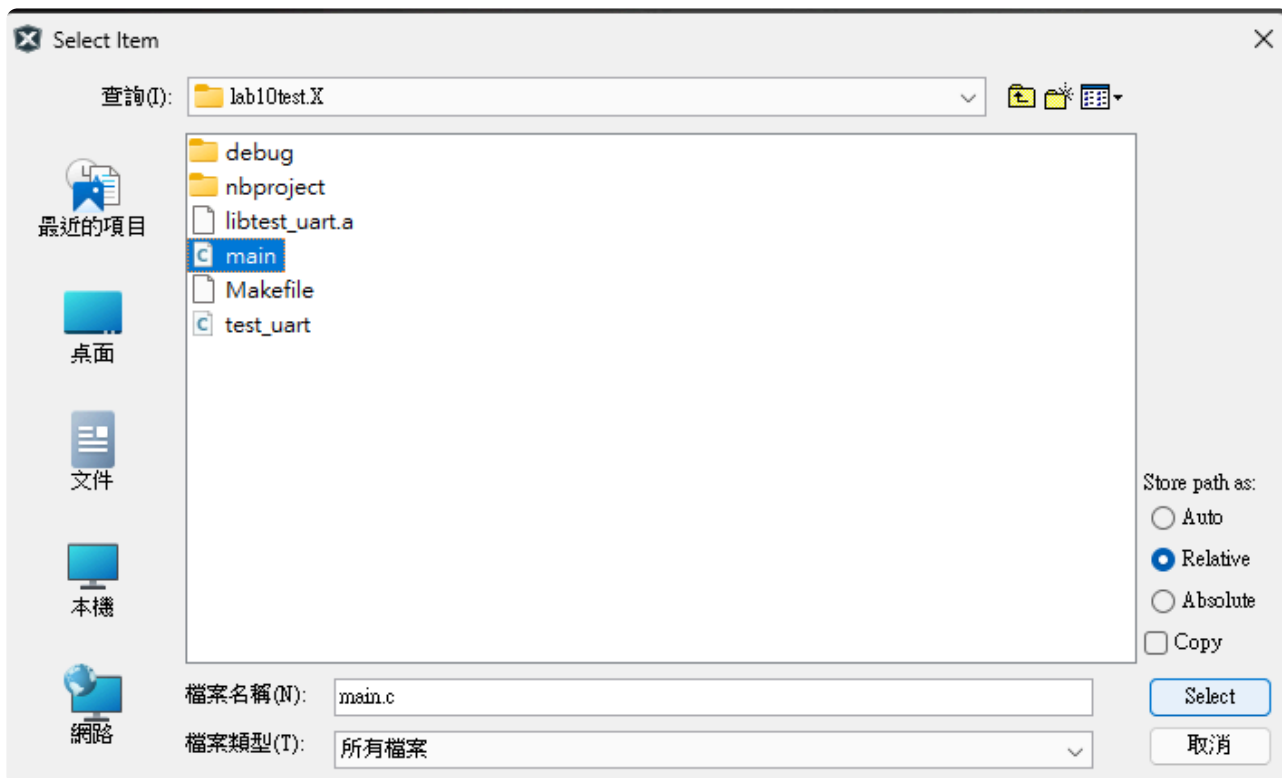 Select Item
查詢(I):
lab10test.X
debug
nbproject
libtest_uart.a
main
Makefile
test_uart
最近的項目
桌面
文件
本機
網路
Store path as:
Auto
Relative
Absolute
Copy
檔案名稱(N):
main.c
Select
檔案類型(T):
所有檔案
取消